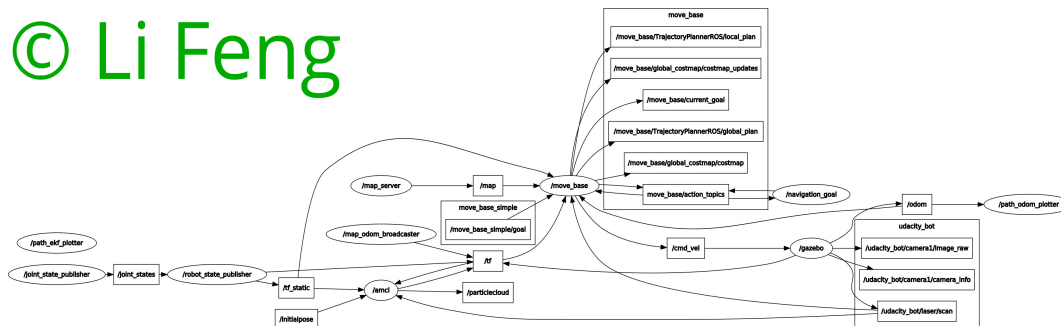 © Li Feng
move_base
/move_base/TrajectoryPlannerROS/local_plan
/move_base/global_costmap/costmap_updates
/move_base/current_goal
/move_base/TrajectoryPlannerROS/global_plan
/move_base/global_costmap/costmap
move_base/action_topics
/navigation_goal
/map_server
/map
/move_base
move_base_simple
/move_base_simple/goal
/odom
/path_odom_plotter
/map_odom_broadcaster
/cmd_vel
/gazebo
udacity_bot
/udacity_bot/camera1/image_raw
/udacity_bot/camera1/camera_info
/udacity_bot/laser/scan
/path_ekf_plotter
/joint_state_publisher
/joint_states
/robot_state_publisher
/tf
/tf_static
/amcl
/particlecloud
/initialpose